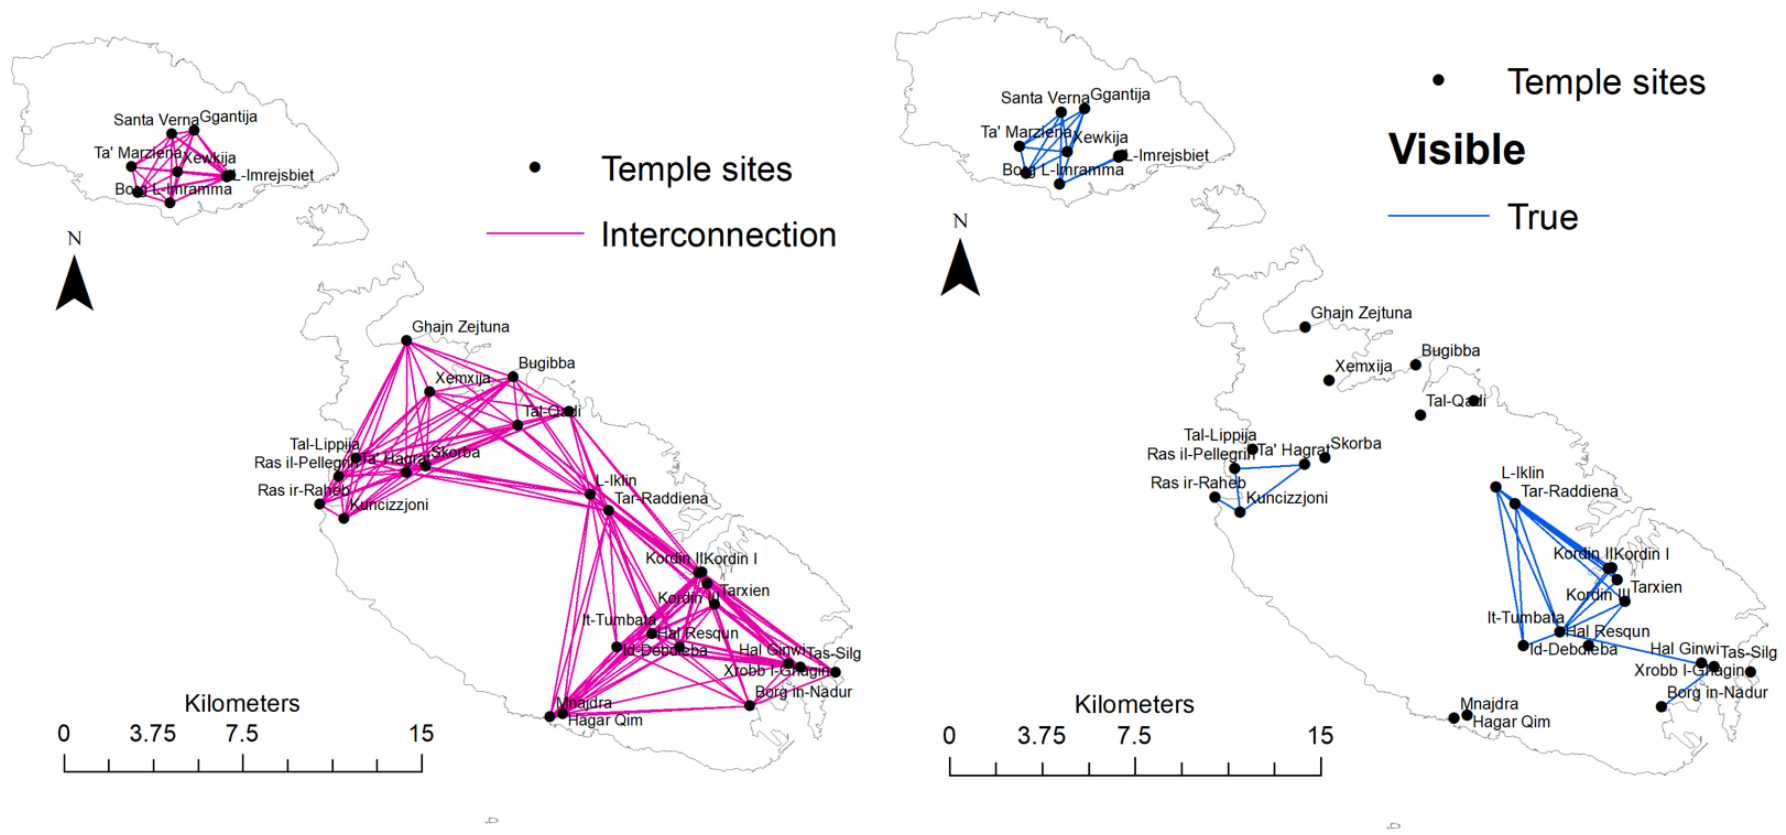 Santa Verna
Ggantija
Ta' Marziena
Xewkija
L-Imrejsbiet
Borg L-Imramma
N
Temple sites
Interconnection
Ghajn Zejtuna
Bugibba
Xemxija
Tal-Qadi
Tal-Lippija
Ras il-Pellegrin
Ta' Hagrat
Skorba
Ras ir-Raheb
Kuncizzjoni
L-Iklin
Tar-Raddiena
Kordin II
Kordin I
Tarxien
Kordin III
It-Tumbata
Hal Resqun
Id-Debdieba
Hal Ginwi
Tas-Silg
Xrobb l-Ghagin
Borg in-Nadur
Mnajdra
Hagar Qim
Kilometers
0 3.75 7.5 15
Santa Verna
Ggantija
Ta' Marziena
Xewkija
L-Imrejsbiet
Borg L-Imramma
N
Temple sites
Visible
True
Ghajn Zejtuna
Bugibba
Xemxija
Tal-Qadi
Tal-Lippija
Ta' Hagrat
Skorba
Ras il-Pellegrin
Ras ir-Raheb
Kuncizzjoni
L-Iklin
Tar-Raddiena
Kordin II
Kordin I
Tarxien
Kordin III
It-Tumbata
Hal Resqun
Id-Debdieba
Hal Ginwi
Tas-Silg
Xrobb l-Ghagin
Borg in-Nadur
Mnajdra
Hagar Qim
Kilometers
0 3.75 7.5 15